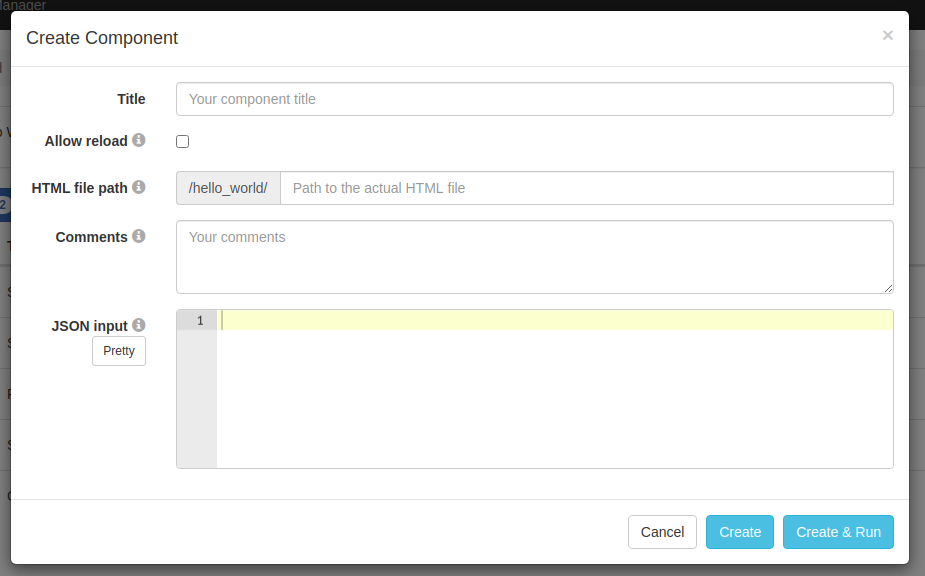 Manager
Create Component ×
Title Your component title
Allow reload
HTML file path /hello_world/ Path to the actual HTML file
Comments Your comments
JSON input 1
Pretty
Cancel Create Create & Run